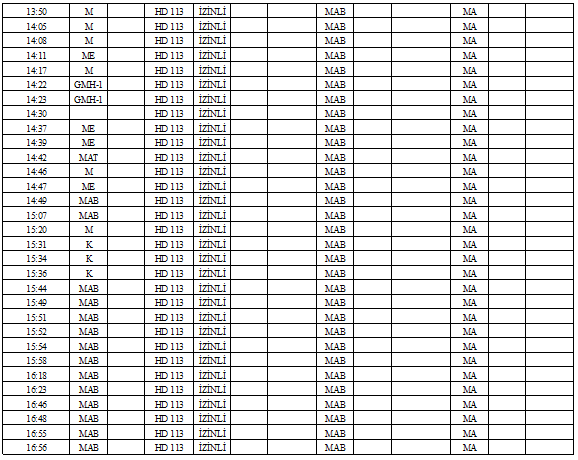 13:50 M HD 113 İZİNLİ MAB MA
14:05 M HD 113 İZİNLİ MAB MA
14:08 M HD 113 İZİNLİ MAB MA
14:11 ME HD 113 İZİNLİ MAB MA
14:17 M HD 113 İZİNLİ MAB MA
14:22 GMH-1 HD 113 İZİNLİ MAB MA
14:23 GMH-1 HD 113 İZİNLİ MAB MA
14:30 HD 113 İZİNLİ MAB MA
14:37 ME HD 113 İZİNLİ MAB MA
14:39 ME HD 113 İZİNLİ MAB MA
14:42 MAT HD 113 İZİNLİ MAB MA
14:46 M HD 113 İZİNLİ MAB MA
14:47 ME HD 113 İZİNLİ MAB MA
14:49 MAB HD 113 İZİNLİ MAB MA
15:07 MAB HD 113 İZİNLİ MAB MA
15:20 M HD 113 İZİNLİ MAB MA
15:31 K HD 113 İZİNLİ MAB MA
15:34 K HD 113 İZİNLİ MAB MA
15:36 K HD 113 İZİNLİ MAB MA
15:44 MAB HD 113 İZİNLİ MAB MA
15:49 MAB HD 113 İZİNLİ MAB MA
15:51 MAB HD 113 İZİNLİ MAB MA
15:52 MAB HD 113 İZİNLİ MAB MA
15:54 MAB HD 113 İZİNLİ MAB MA
15:58 MAB HD 113 İZİNLİ MAB MA
16:18 MAB HD 113 İZİNLİ MAB MA
16:23 MAB HD 113 İZİNLİ MAB MA
16:46 MAB HD 113 İZİNLİ MAB MA
16:48 MAB HD 113 İZİNLİ MAB MA
16:55 MAB HD 113 İZİNLİ MAB MA
16:56 MAB HD 113 İZİNLİ MAB MA